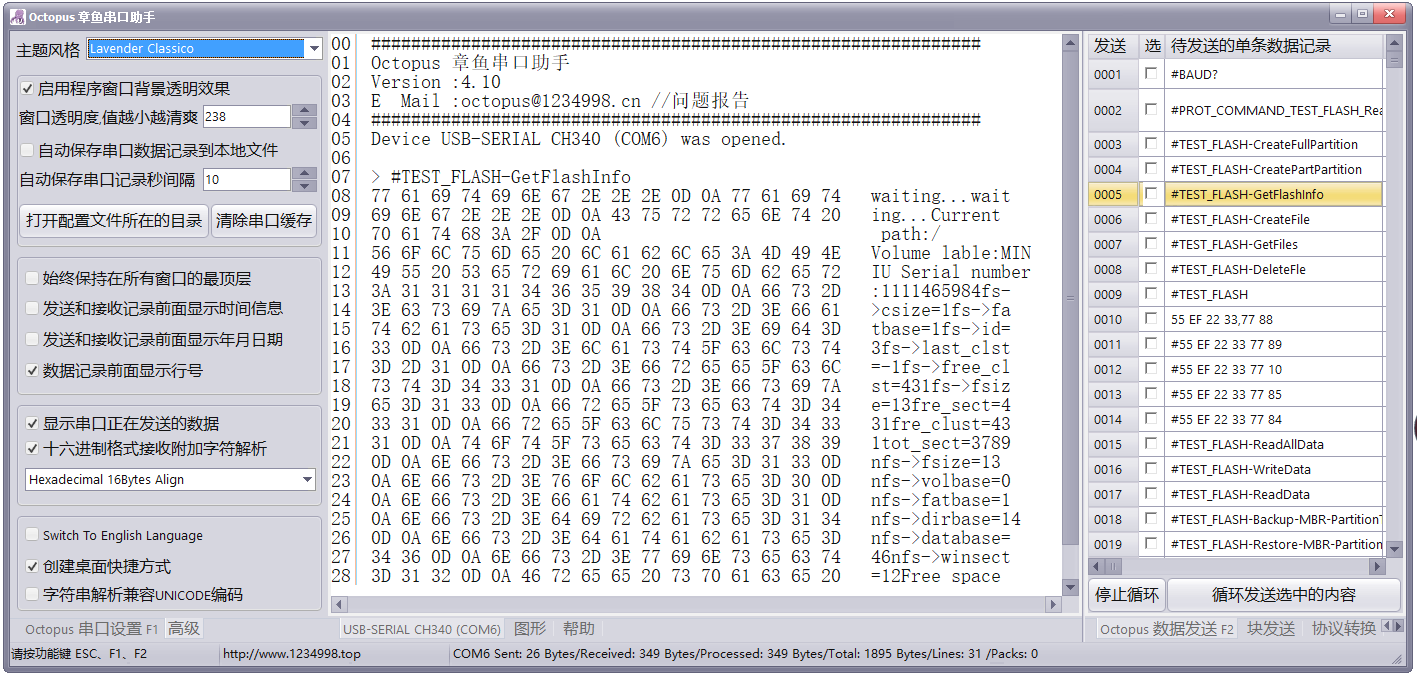 Octopus 章鱼串口助手
主题风格 Lavender Classico
启用程序窗口背景透明效果
窗口透明度,值越小越清爽 238
自动保存串口数据记录到本地文件
自动保存串口记录秒间隔 10
打开配置文件所在的目录 清除串口缓存
始终保持在所有窗口的最顶层
发送和接收记录前面显示时间信息
发送和接收记录前面显示年月日期
数据记录前面显示行号
显示串口正在发送的数据
十六进制格式接收附加字符解析
Hexadecimal 16Bytes Align
Switch To English Language
创建桌面快捷方式
字符串解析兼容UNICODE编码
Octopus 串口设置 F1 高级
00 #############################################################
01 Octopus 章鱼串口助手
02 Version :4.10
03 E  Mail :octopus@1234998.cn //问题报告
04 #############################################################
05 Device USB-SERIAL CH340 (COM6) was opened.
06
07 > #TEST_FLASH-GetFlashInfo
08 77 61 69 74 69 6E 67 2E 2E 2E 0D 0A 77 61 69 74 waiting...wait
09 69 6E 67 2E 2E 2E 0D 0A 43 75 72 72 65 6E 74 20 ing...Current
10 70 61 74 68 3A 2F 0D 0A path:/
11 56 6F 6C 75 6D 65 20 6C 61 62 6C 65 3A 4D 49 4E Volume lable:MIN
12 49 55 20 53 65 72 69 61 6C 20 6E 75 6D 62 65 72 IU Serial number
13 3A 31 31 31 31 34 36 35 39 38 34 0D 0A 66 73 2D :1111465984fs-
14 3E 63 73 69 7A 65 3D 31 0D 0A 66 73 2D 3E 66 61 >csize=1fs->fa
15 74 62 61 73 65 3D 31 0D 0A 66 73 2D 3E 69 64 3D tbase=1fs->id=
16 33 0D 0A 66 73 2D 3E 6C 61 73 74 5F 63 6C 73 74 3fs->last_clst
17 3D 2D 31 0D 0A 66 73 2D 3E 66 72 65 65 5F 63 6C =-1fs->free_cl
18 73 74 3D 34 33 31 0D 0A 66 73 2D 3E 66 73 69 7A st=431fs->fsiz
19 65 3D 31 33 0D 0A 66 72 65 5F 73 65 63 74 3D 34 e=13fre_sect=4
20 33 31 0D 0A 66 72 65 5F 63 6C 75 73 74 3D 34 33 31fre_clust=43
21 31 0D 0A 74 6F 74 5F 73 65 63 74 3D 33 37 38 39 1tot_sect=3789
22 0D 0A 6E 66 73 2D 3E 66 73 69 7A 65 3D 31 33 0D nfs->fsize=13
23 0A 6E 66 73 2D 3E 76 6F 6C 62 61 73 65 3D 30 0D nfs->volbase=0
24 0A 6E 66 73 2D 3E 66 61 74 62 61 73 65 3D 31 0D nfs->fatbase=1
25 0A 6E 66 73 2D 3E 64 69 72 62 61 73 65 3D 31 34 nfs->dirbase=14
26 0D 0A 6E 66 73 2D 3E 64 61 74 61 62 61 73 65 3D nfs->database=
27 34 36 0D 0A 6E 66 73 2D 3E 77 69 6E 73 65 63 74 46nfs->winsect
28 3D 31 32 0D 0A 46 72 65 65 20 73 70 61 63 65 20 =12Free space
USB-SERIAL CH340 (COM6) 图形 帮助
发送 选 待发送的单条数据记录
0001 #BAUD?
0002 #PROT_COMMAND_TEST_FLASH_Rea
0003 #TEST_FLASH-CreateFullPartition
0004 #TEST_FLASH-CreatePartPartition
0005 #TEST_FLASH-GetFlashInfo
0006 #TEST_FLASH-CreateFile
0007 #TEST_FLASH-GetFiles
0008 #TEST_FLASH-DeleteFle
0009 #TEST_FLASH
0010 55 EF 22 33,77 88
0011 #55 EF 22 33 77 89
0012 #55 EF 22 33 77 10
0013 #55 EF 22 33 77 85
0014 #55 EF 22 33 77 84
0015 #TEST_FLASH-ReadAllData
0016 #TEST_FLASH-WriteData
0017 #TEST_FLASH-ReadData
0018 #TEST_FLASH-Backup-MBR-Partition
0019 #TEST_FLASH-Restore-MBR-Partition
停止循环 循环发送选中的内容
Octopus 数据发送 F2 块发送 协议转换
请按功能鍵 ESC、F1、F2 http://www.1234998.top COM6 Sent: 26 Bytes/Received: 349 Bytes/Processed: 349 Bytes/Total: 1895 Bytes/Lines: 31 /Packs: 0